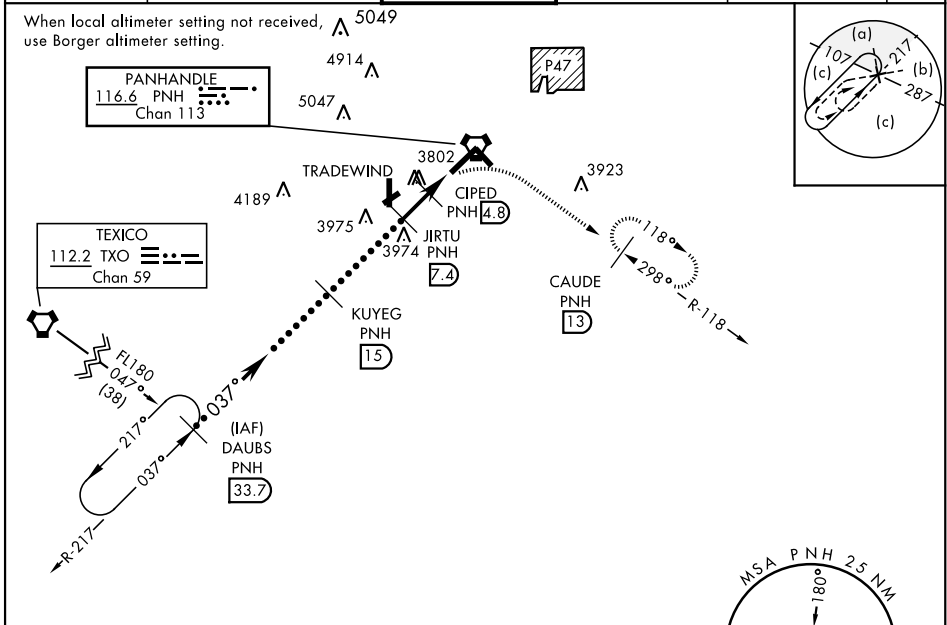 When local altimeter setting not received,
use Borger altimeter setting.
5049
4914
5047
P47
PANHANDLE
116.6 PNH
Chan 113
(a)
107
217
(c)
(b)
287
(c)
3802
TRADEWIND
3923
4189
CIPED
PNH 4.8
3975
3974
JIRTU
PNH
7.4
TEXICO
112.2 TXO
Chan 59
118°
298°
R-118
CAUDE
PNH
13
KUYEG
PNH
15
FL180
047°
(38)
037°
217°
037°
(IAF)
DAUBS
PNH
33.7
R-217
MSA PNH 25 NM
180°